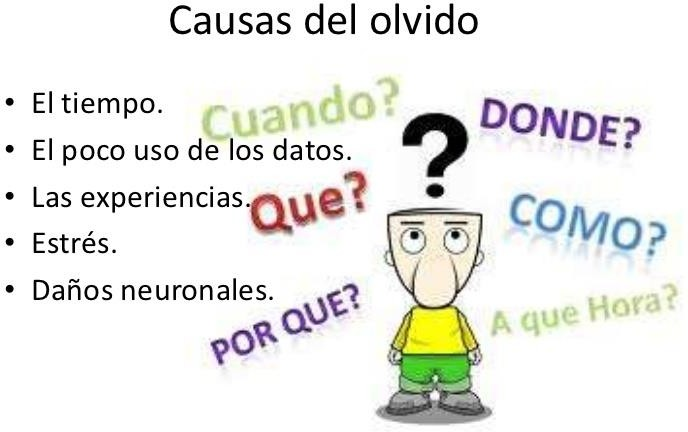 Causas del olvido
• El tiempo.
• El poco uso de los datos.
• Las experiencias.
• Estrés.
• Daños neuronales.
Cuando?
?
DONDE?
Que?
COMO?
POR QUE?
A que Hora?